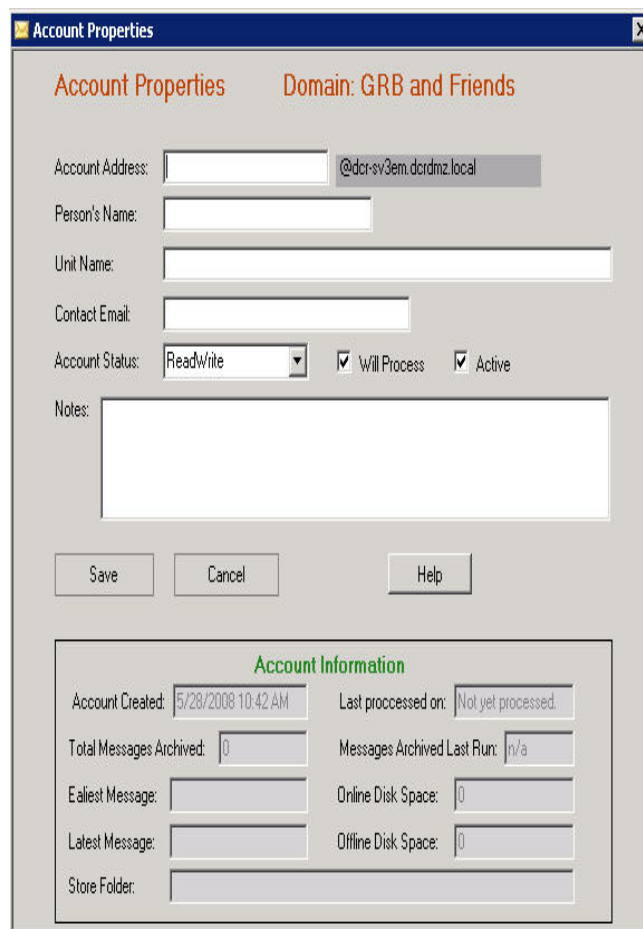 Account Properties
Account Properties Domain: GRB and Friends
Account Address: @dcr-sv3em.dcrdmz.local
Person's Name:
Unit Name:
Contact Email:
Account Status: ReadWrite Will Process Active
Notes:
Save Cancel Help
Account Information
Account Created: 5/28/2008 10:42 AM Last proccessed on: Not yet processed.
Total Messages Archived: 0 Messages Archived Last Run: n/a
Ealiest Message: Online Disk Space: 0
Latest Message: Offline Disk Space: 0
Store Folder: